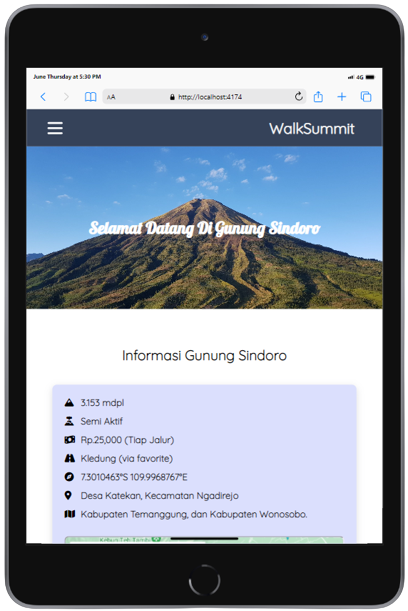 June Thursday at 5:30 PM
4G
AA
http://localhost:4174
WalkSummit
Selamat Datang Di Gunung Sindoro
Informasi Gunung Sindoro
3.153 mdpl
Semi Aktif
Rp.25,000 (Tiap Jalur)
Kledung (via favorite)
7.3010463°S 109.9968767°E
Desa Katekan, Kecamatan Ngadirejo
Kabupaten Temanggung, dan Kabupaten Wonosobo.